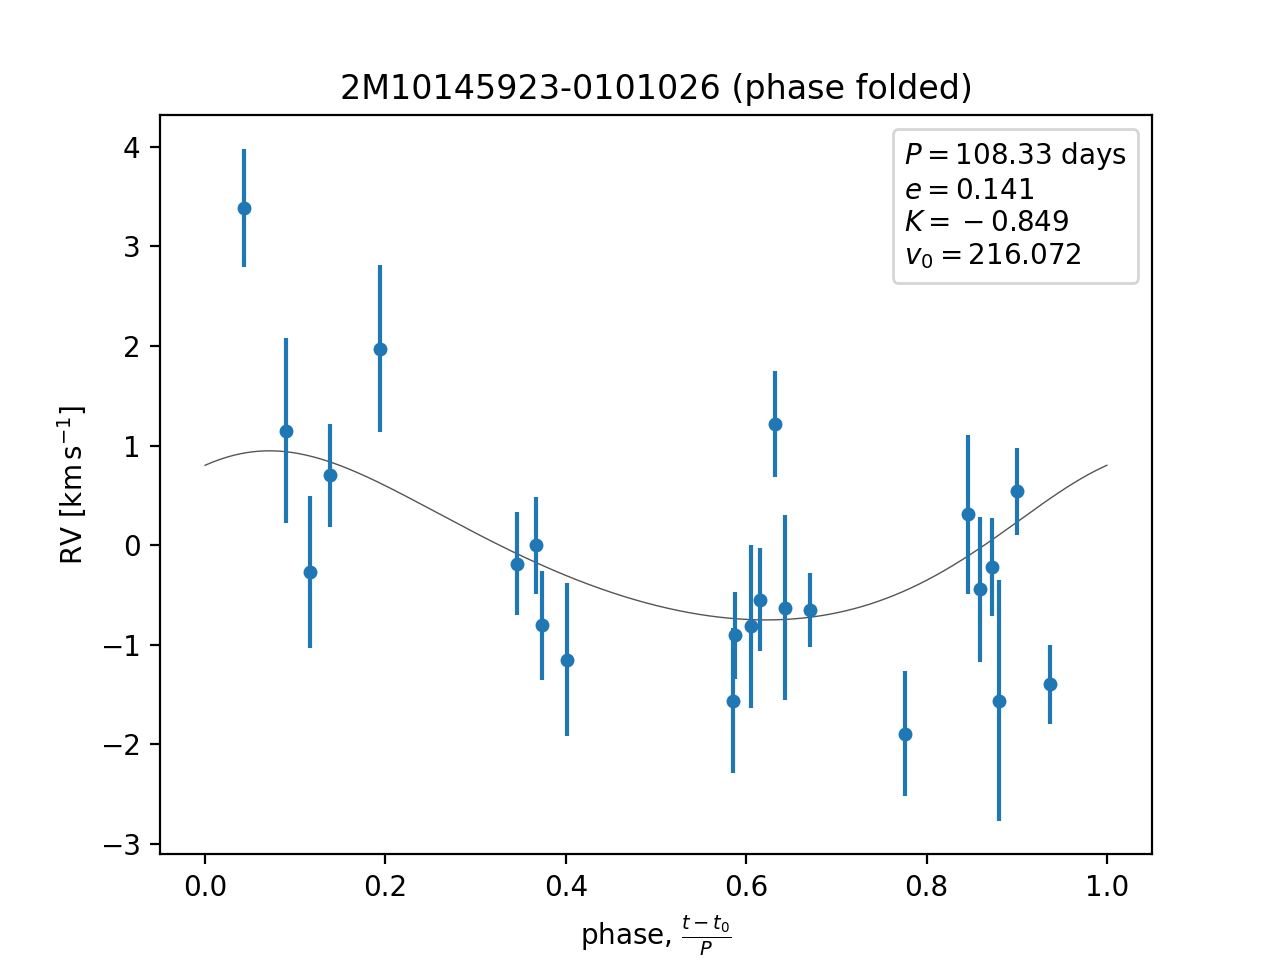 2M10145923-0101026 (phase folded)
P = 108.33 days
e = 0.141
K = −0.849
v₀ = 216.072
RV [km s⁻¹]
4
3
2
1
0
−1
−2
−3
0.0 0.2 0.4 0.6 0.8 1.0
phase, (t − t₀)/P